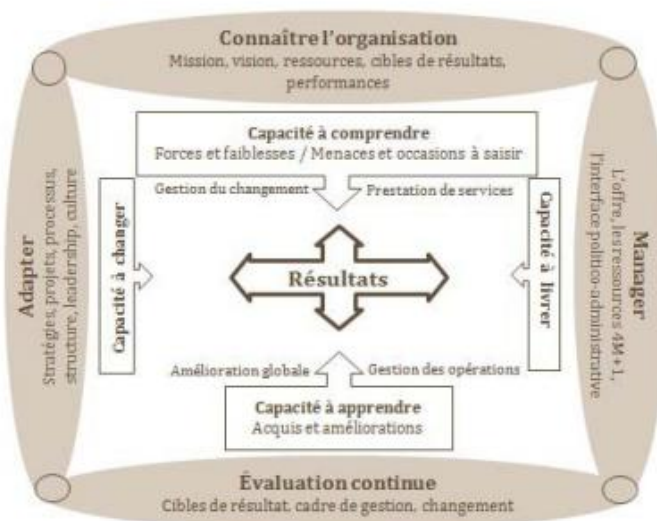 Connaître l'organisation
Mission, vision, ressources, cibles de résultats,
performances
Capacité à comprendre
Forces et faiblesses / Menaces et occasions à saisir
Gestion du changement
Prestation de services
Adapter
Stratégies, projets, processus,
structure, leadership, culture
Capacité à changer
Résultats
Capacité à livrer
Manager
L'offre, les ressources 4M+1,
l'interface politico-administrative
Amélioration globale
Gestion des opérations
Capacité à apprendre
Acquis et améliorations
Évaluation continue
Cibles de résultat, cadre de gestion, changement